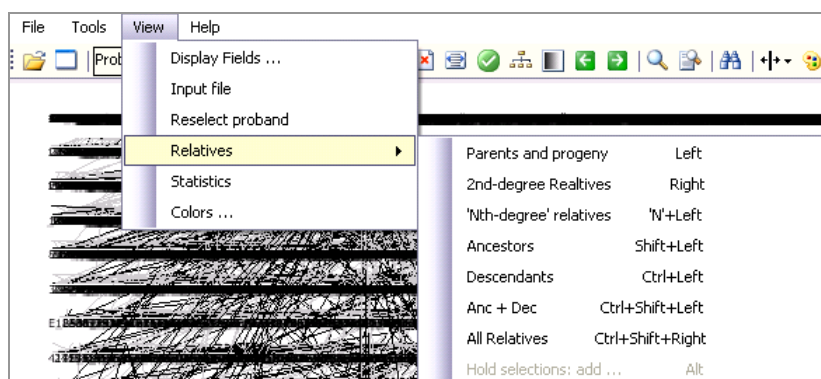 File Tools View Help
Prob
Display Fields ...
Input file
Reselect proband
Relatives
Statistics
Colors ...
Parents and progeny Left
2nd-degree Realtives Right
'Nth-degree' relatives 'N'+Left
Ancestors Shift+Left
Descendants Ctrl+Left
Anc + Dec Ctrl+Shift+Left
All Relatives Ctrl+Shift+Right
Hold selections: add ... Alt